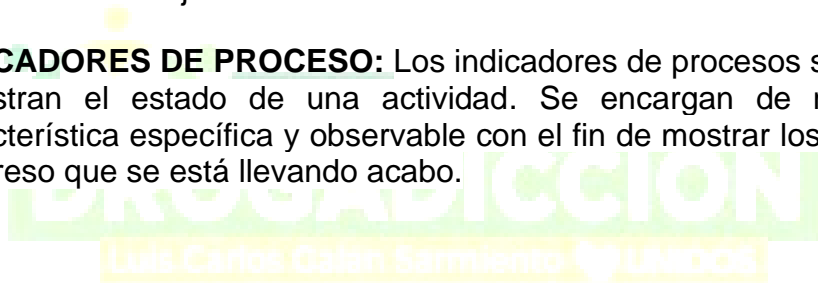 CADORES DE PROCESO: Los indicadores de procesos s
stran el estado de una actividad. Se encargan de
cterística específica y observable con el fin de mostrar los
reso que se está llevando acabo.
DROGADICCION
Luis Carlos Galán Sarmiento UNIDOS